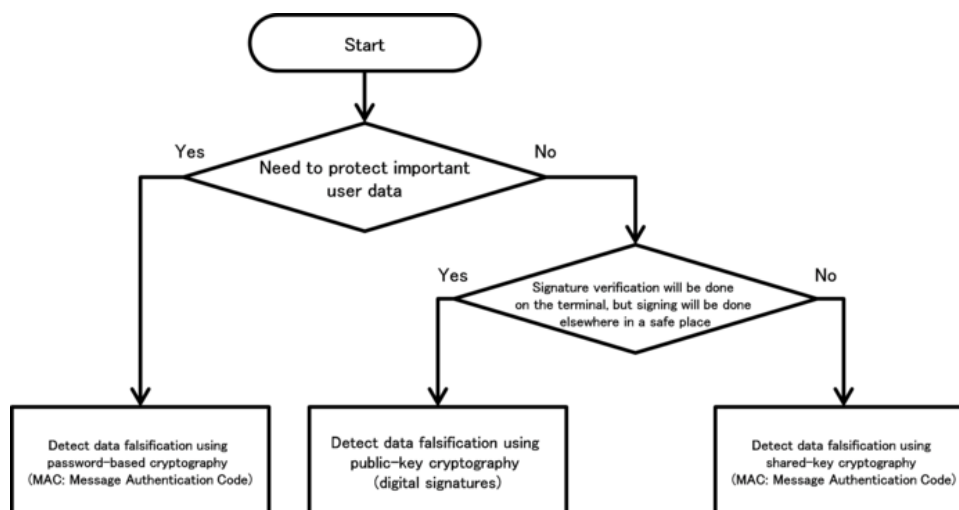 Start
Yes
No
Need to protect important
user data
Yes
No
Signature verification will be done
on the terminal, but signing will be done
elsewhere in a safe place
Detect data falsification using
password-based cryptography
(MAC: Message Authentication Code)
Detect data falsification using
public-key cryptography
(digital signatures)
Detect data falsification using
shared-key cryptography
(MAC: Message Authentication Code)